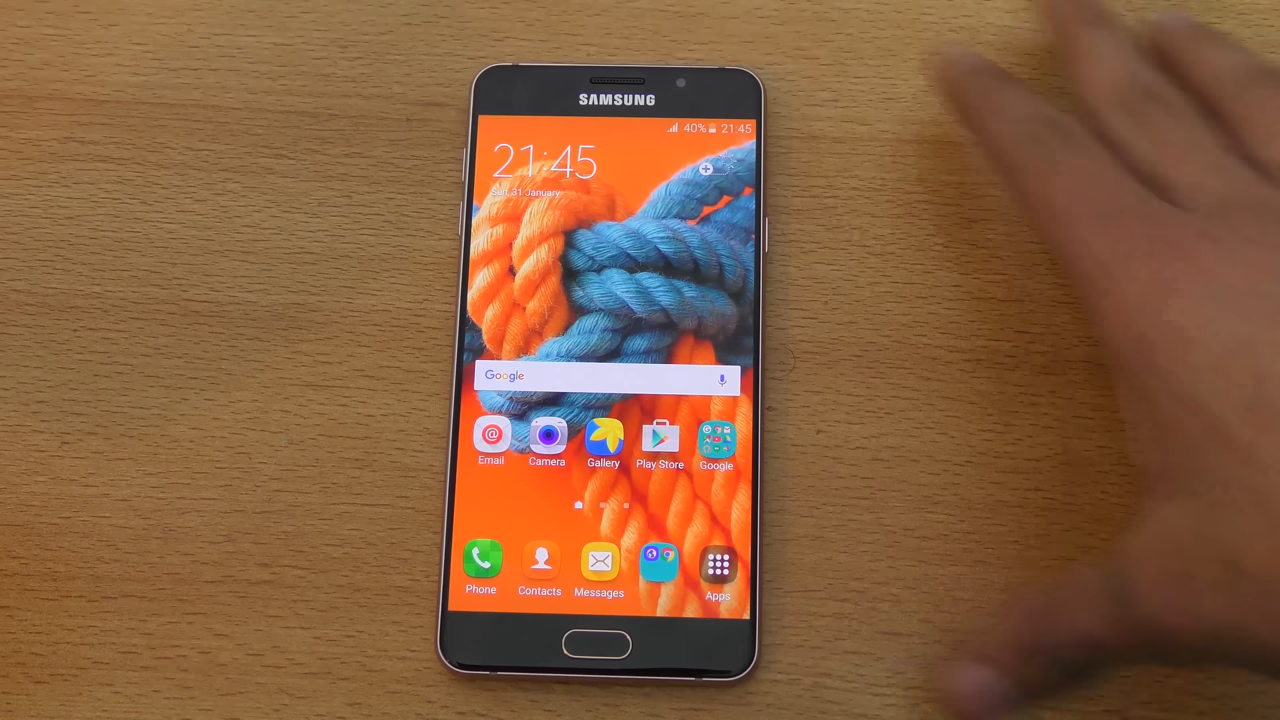 SAMSUNG
40% 21:45
21:45
Sun, 31 January
Google
Email Camera Gallery Play Store Google
Phone Contacts Messages Apps